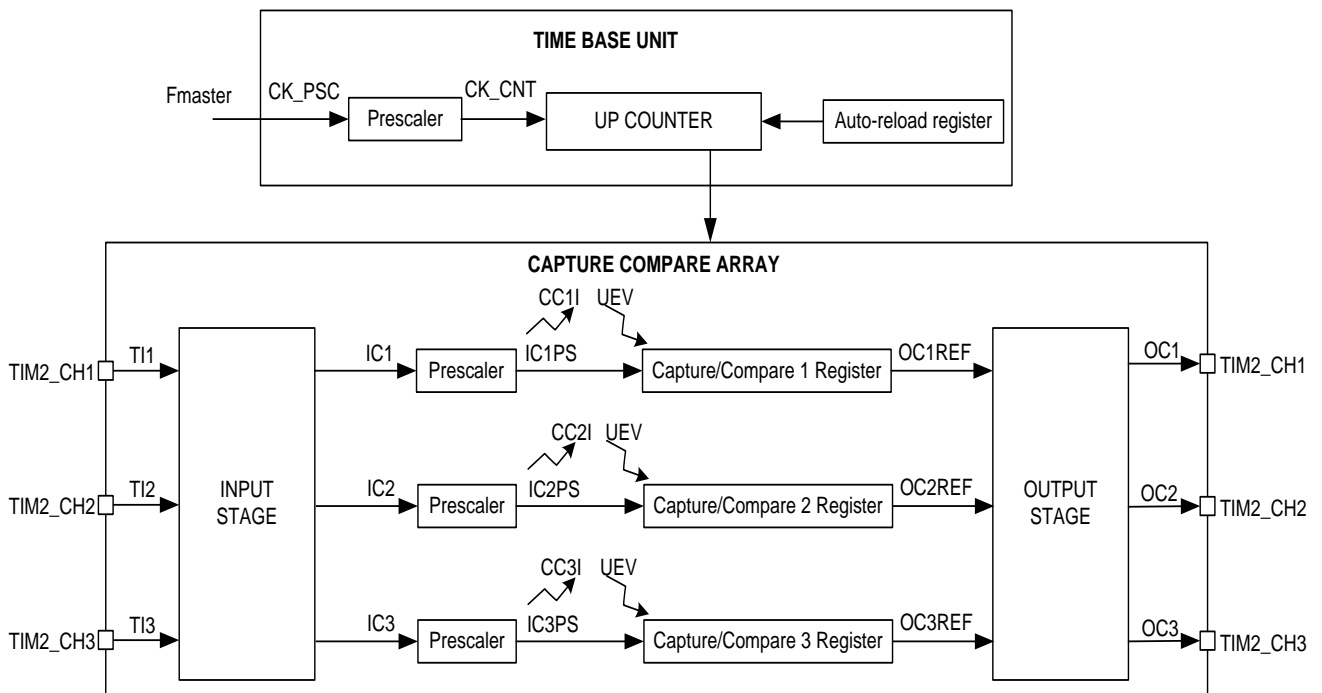 TIME BASE UNIT
Fmaster
CK_PSC
Prescaler
CK_CNT
UP COUNTER
Auto-reload register
CAPTURE COMPARE ARRAY
CC1I
UEV
TIM2_CH1
TI1
IC1
Prescaler
IC1PS
Capture/Compare 1 Register
OC1REF
OC1
TIM2_CH1
CC2I
UEV
TIM2_CH2
TI2
INPUT
STAGE
IC2
Prescaler
IC2PS
Capture/Compare 2 Register
OC2REF
OUTPUT
STAGE
OC2
TIM2_CH2
CC3I
UEV
TIM2_CH3
TI3
IC3
Prescaler
IC3PS
Capture/Compare 3 Register
OC3REF
OC3
TIM2_CH3